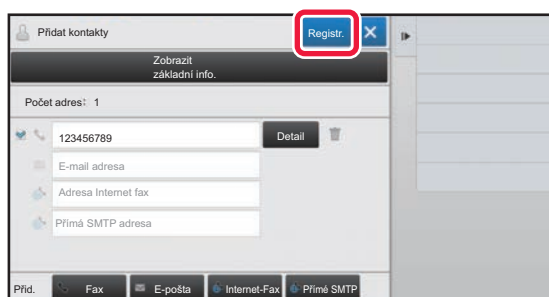 Přidat kontakty
Registr.
Zobrazit
základní info.
Počet adres: 1
123456789
Detail
E-mail adresa
Adresa Internet fax
Přímá SMTP adresa
Přid.
Fax
E-pošta
Internet-Fax
Přímé SMTP